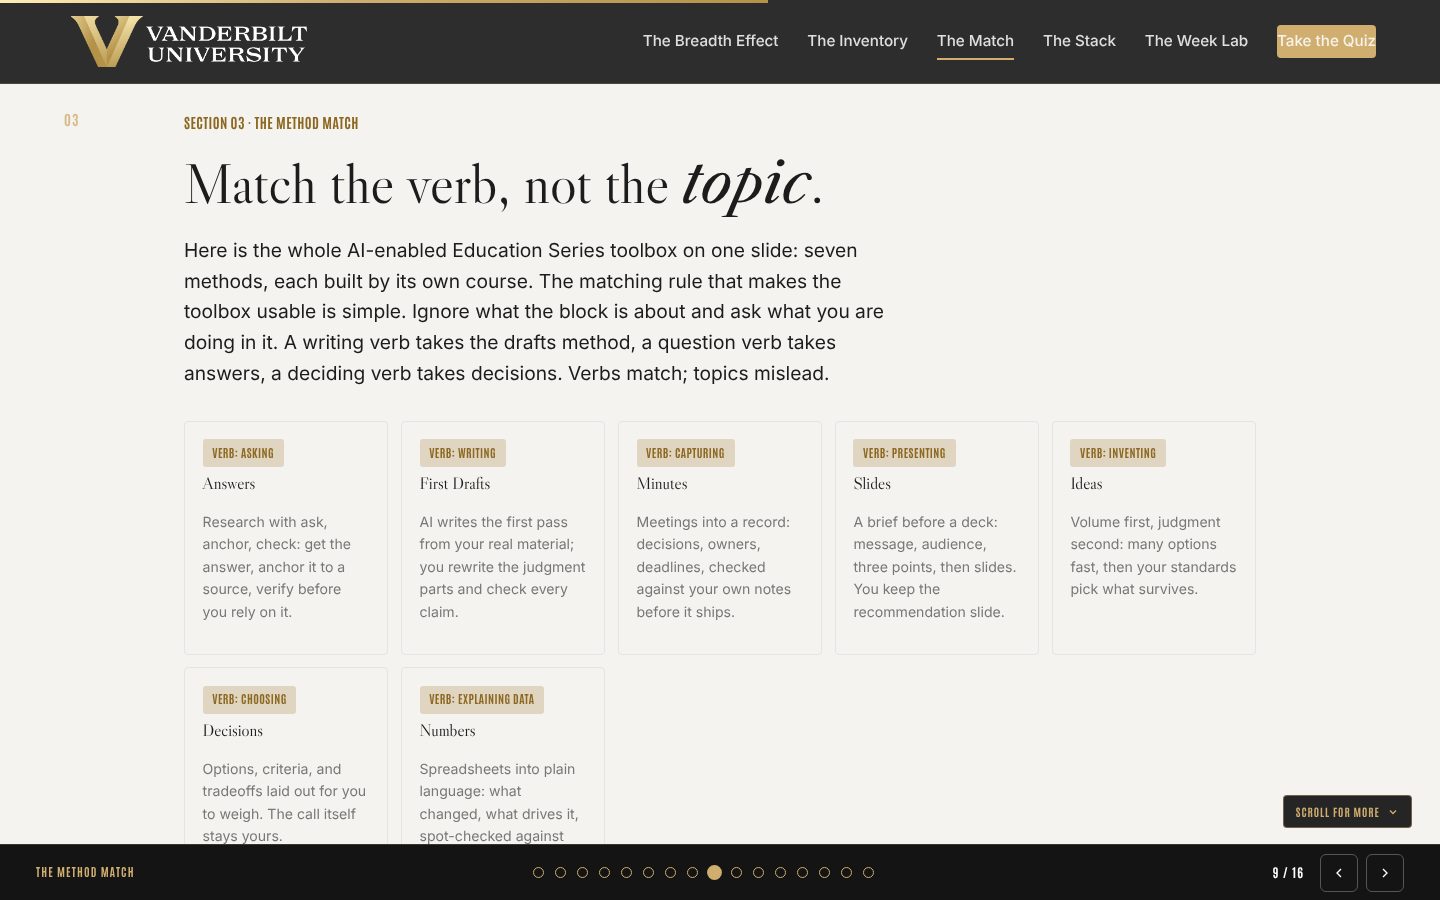 VANDERBILT
UNIVERSITY
The Breadth Effect
The Inventory
The Match
The Stack
The Week Lab
Take the Quiz
03
SECTION 03 · THE METHOD MATCH
Match the verb, not the topic.
Here is the whole AI-enabled Education Series toolbox on one slide: seven
methods, each built by its own course. The matching rule that makes the
toolbox usable is simple. Ignore what the block is about and ask what you are
doing in it. A writing verb takes the drafts method, a question verb takes
answers, a deciding verb takes decisions. Verbs match; topics mislead.
VERB: ASKING
Answers
Research with ask,
anchor, check: get the
answer, anchor it to a
source, verify before
you rely on it.
VERB: WRITING
First Drafts
AI writes the first pass
from your real material;
you rewrite the judgment
parts and check every
claim.
VERB: CAPTURING
Minutes
Meetings into a record:
decisions, owners,
deadlines, checked
against your own notes
before it ships.
VERB: PRESENTING
Slides
A brief before a deck:
message, audience,
three points, then slides.
You keep the
recommendation slide.
VERB: INVENTING
Ideas
Volume first, judgment
second: many options
fast, then your standards
pick what survives.
VERB: CHOOSING
Decisions
Options, criteria, and
tradeoffs laid out for you
to weigh. The call itself
stays yours.
VERB: EXPLAINING DATA
Numbers
Spreadsheets into plain
language: what
changed, what drives it,
spot-checked against
SCROLL FOR MORE
THE METHOD MATCH
9 / 16